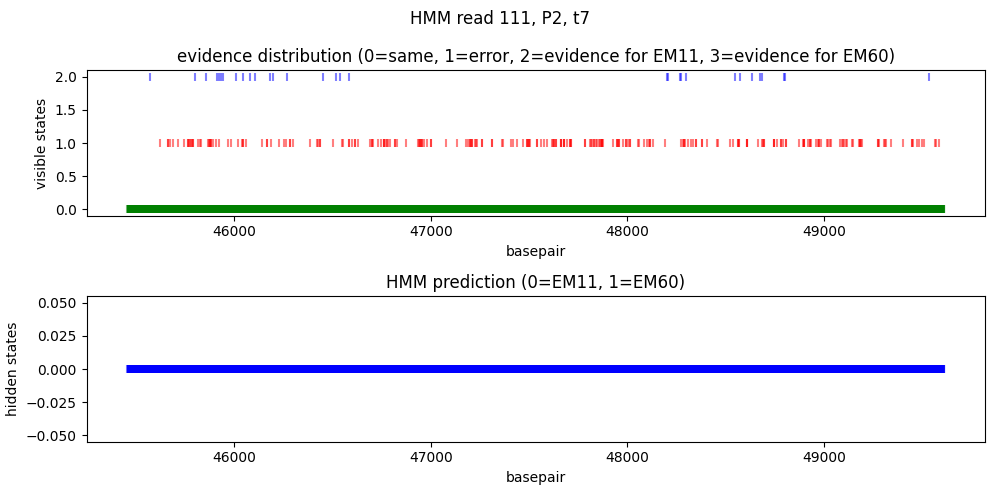 HMM read 111, P2, t7
evidence distribution (0=same, 1=error, 2=evidence for EM11, 3=evidence for EM60)
2.0
1.5
1.0
0.5
0.0
visible states
46000 47000 48000 49000
basepair
HMM prediction (0=EM11, 1=EM60)
0.050
0.025
0.000
−0.025
−0.050
hidden states
46000 47000 48000 49000
basepair